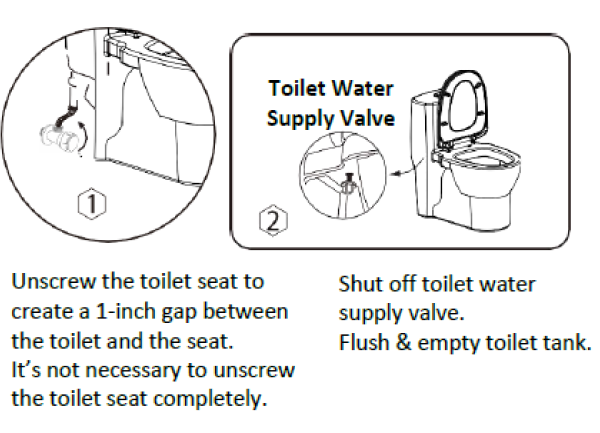 Toilet Water
Supply Valve
1
2
Unscrew the toilet seat to
create a 1-inch gap between
the toilet and the seat.
It's not necessary to unscrew
the toilet seat completely.
Shut off toilet water
supply valve.
Flush & empty toilet tank.